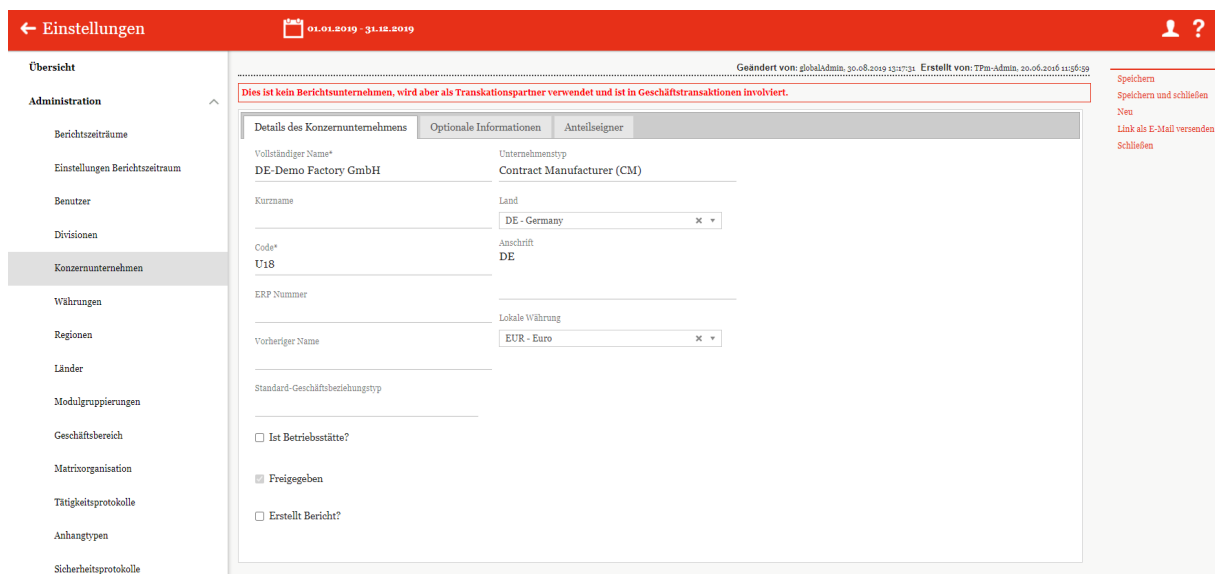 ← Einstellungen
01.01.2019 - 31.12.2019
?
Übersicht
Administration
Berichtszeiträume
Einstellungen Berichtszeitraum
Benutzer
Divisionen
Konzernunternehmen
Währungen
Regionen
Länder
Modulgruppierungen
Geschäftsbereich
Matrixorganisation
Tätigkeitsprotokolle
Anhangtypen
Sicherheitsprotokolle
Geändert von: globalAdmin, 30.08.2019 13:17:31 Erstellt von: TPm-Admin, 20.06.2016 11:56:59
Dies ist kein Berichtsunternehmen, wird aber als Transkationspartner verwendet und ist in Geschäftstransaktionen involviert.
Details des Konzernunternehmens Optionale Informationen Anteilseigner
Vollständiger Name*
DE-Demo Factory GmbH
Kurzname
Code*
U18
ERP Nummer
Vorheriger Name
Standard-Geschäftsbeziehungstyp
Ist Betriebsstätte?
Freigegeben
Erstellt Bericht?
Unternehmenstyp
Contract Manufacturer (CM)
Land
DE - Germany
Anschrift
DE
Lokale Währung
EUR - Euro
Speichern
Speichern und schließen
Neu
Link als E-Mail versenden
Schließen